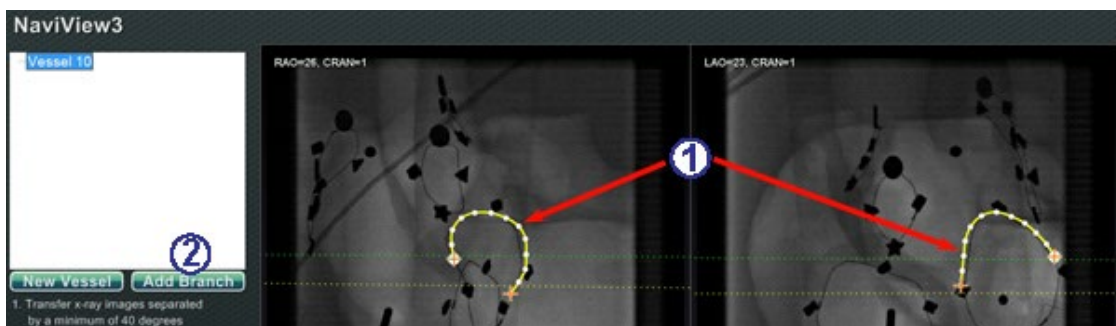 NaviView3
Vessel 10
RAO=26, CRAN=1
LAO=23, CRAN=1
1
2
New Vessel
Add Branch
1. Transfer x-ray images separated
by a minimum of 40 degrees